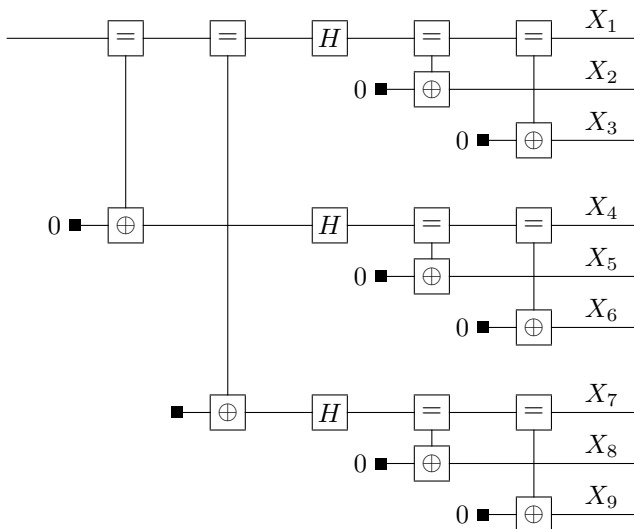 = = H = = X₁
0 ⊕ X₂
0 ⊕ X₃
0 ⊕ H = = X₄
0 ⊕ X₅
0 ⊕ X₆
⊕ H = = X₇
0 ⊕ X₈
0 ⊕ X₉